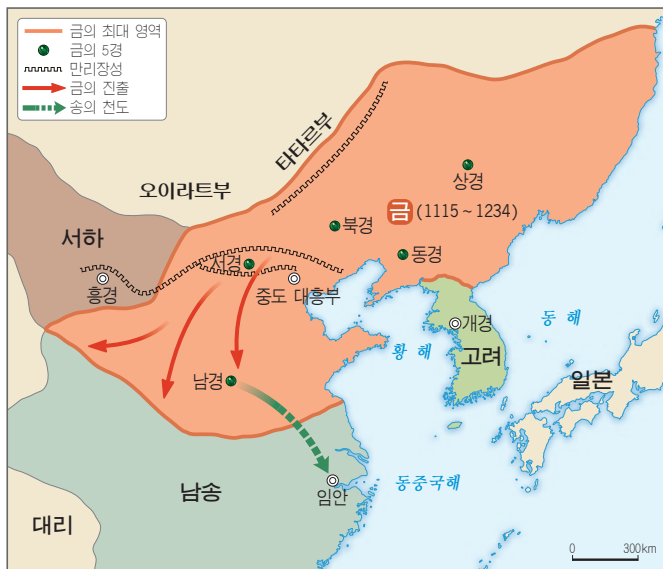 금의 최대 영역
금의 5경
만리장성
금의 진출
송의 천도
타타르부
오이라트부
상경
금 (1115 ~ 1234)
북경
서하
동경
서경
흥경
중도 대흥부
개경
동 해
황 해
고려
일본
남경
동중국해
남송
임안
대리
0 300km